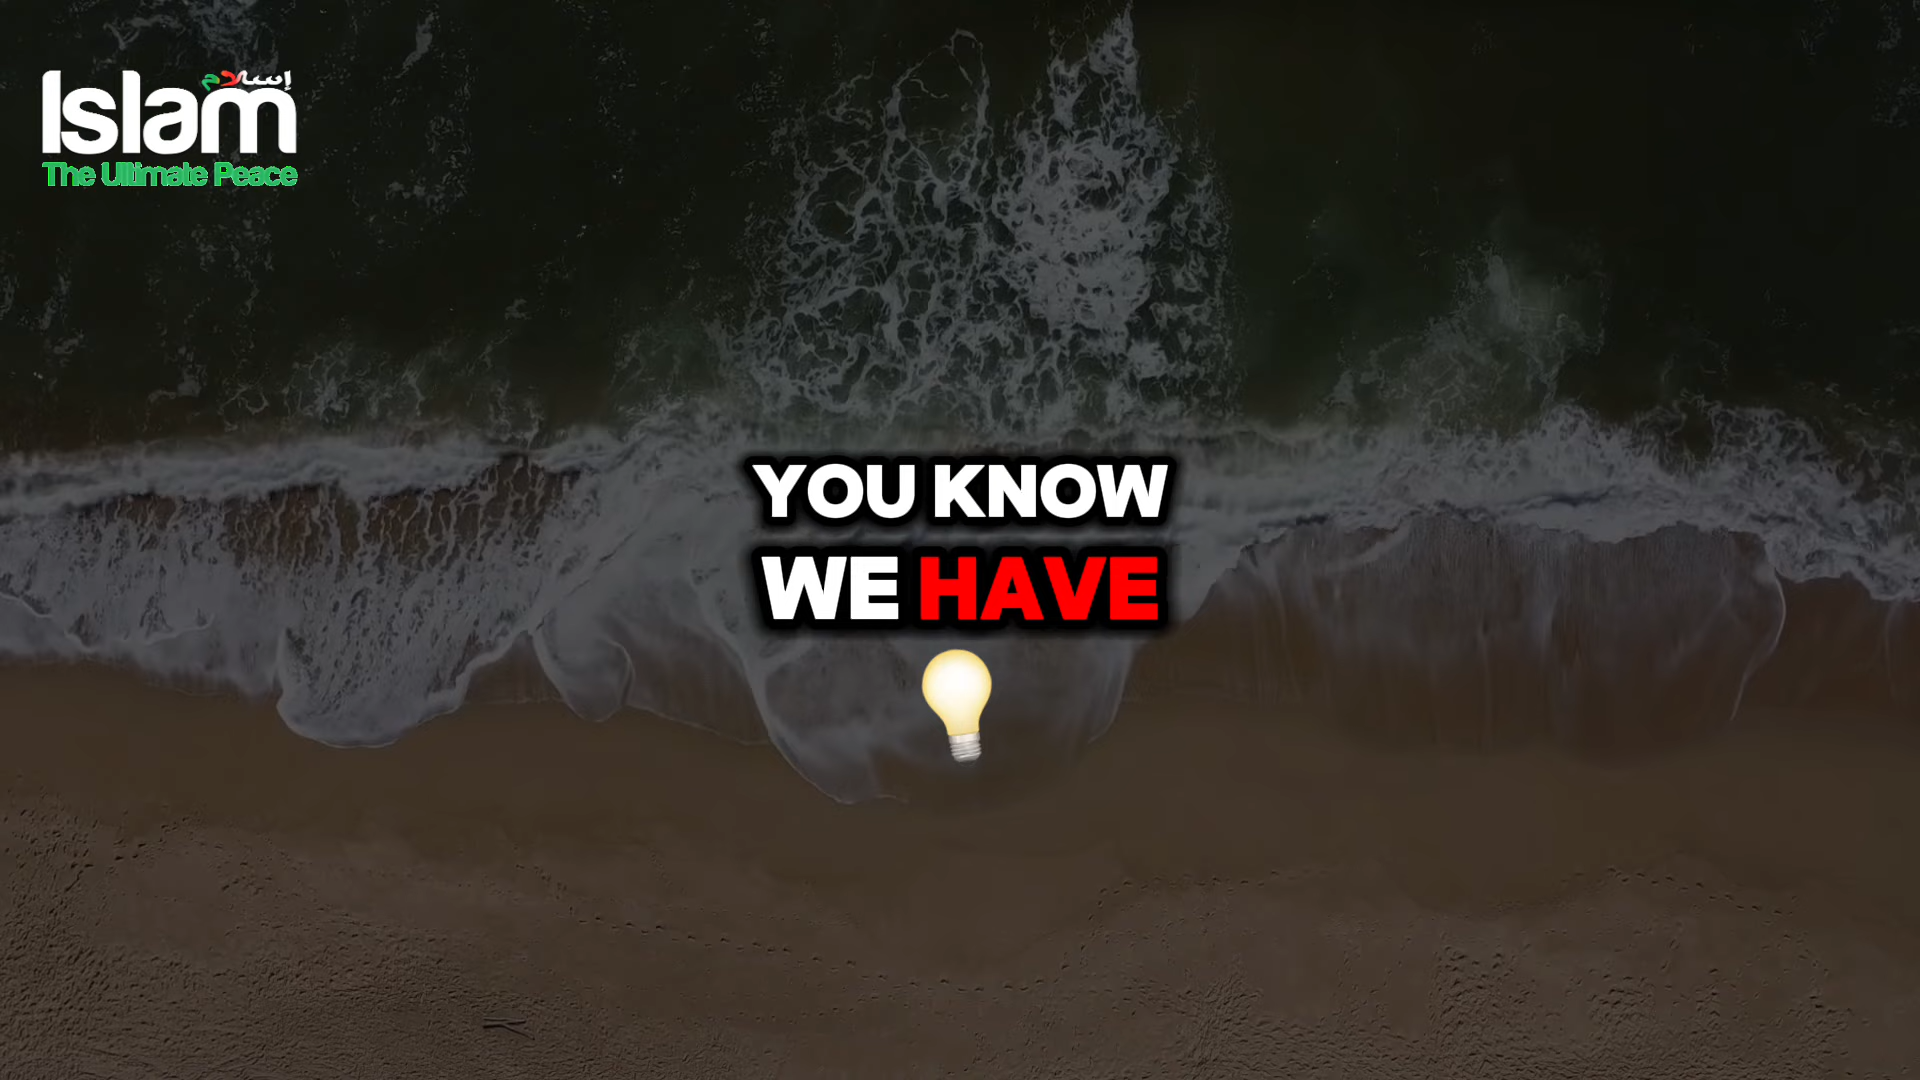 إسلام
Islam
The Ultimate Peace
YOU KNOW
WE HAVE